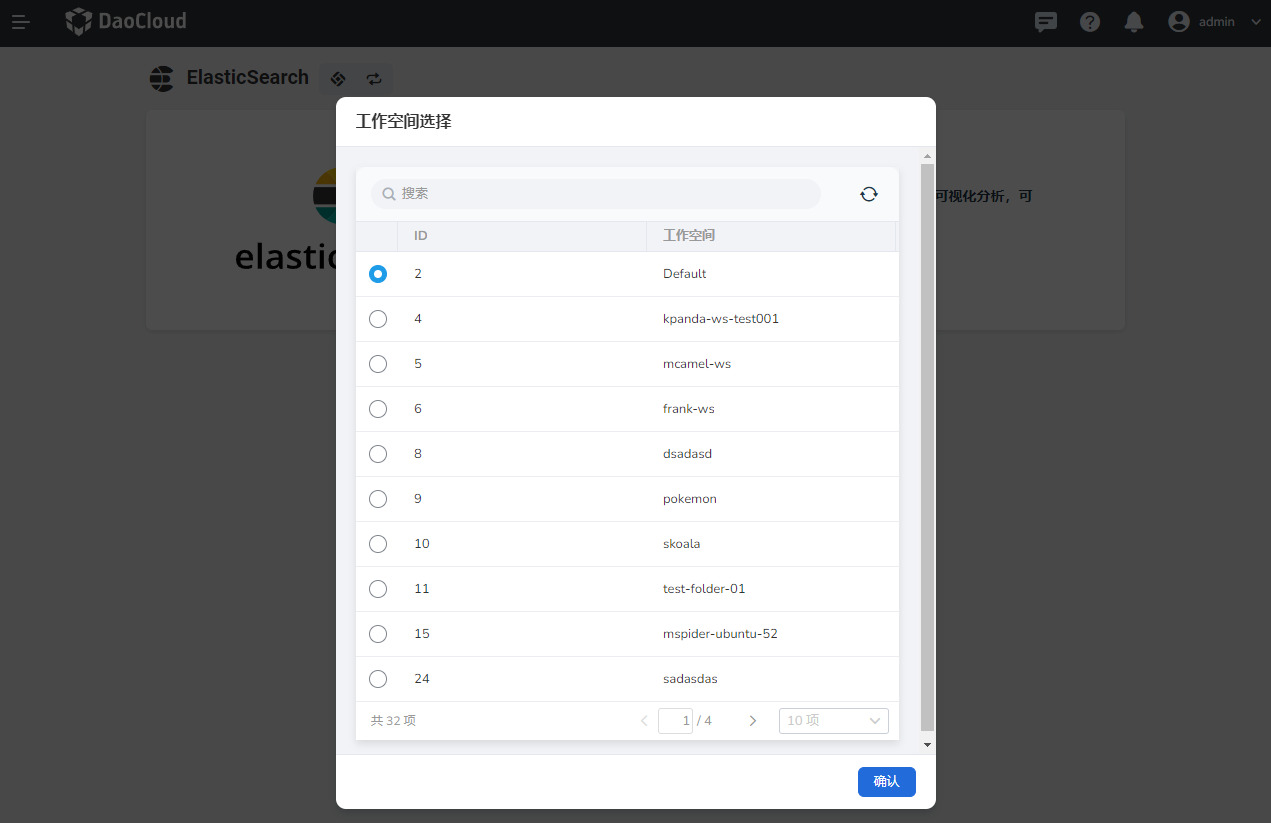 DaoCloud
admin
ElasticSearch
工作空间选择
搜索
可视化分析，可
elastic
ID 工作空间
2 Default
4 kpanda-ws-test001
5 mcamel-ws
6 frank-ws
8 dsadasd
9 pokemon
10 skoala
11 test-folder-01
15 mspider-ubuntu-52
24 sadasdas
共 32 项 1 / 4 10 项
确认